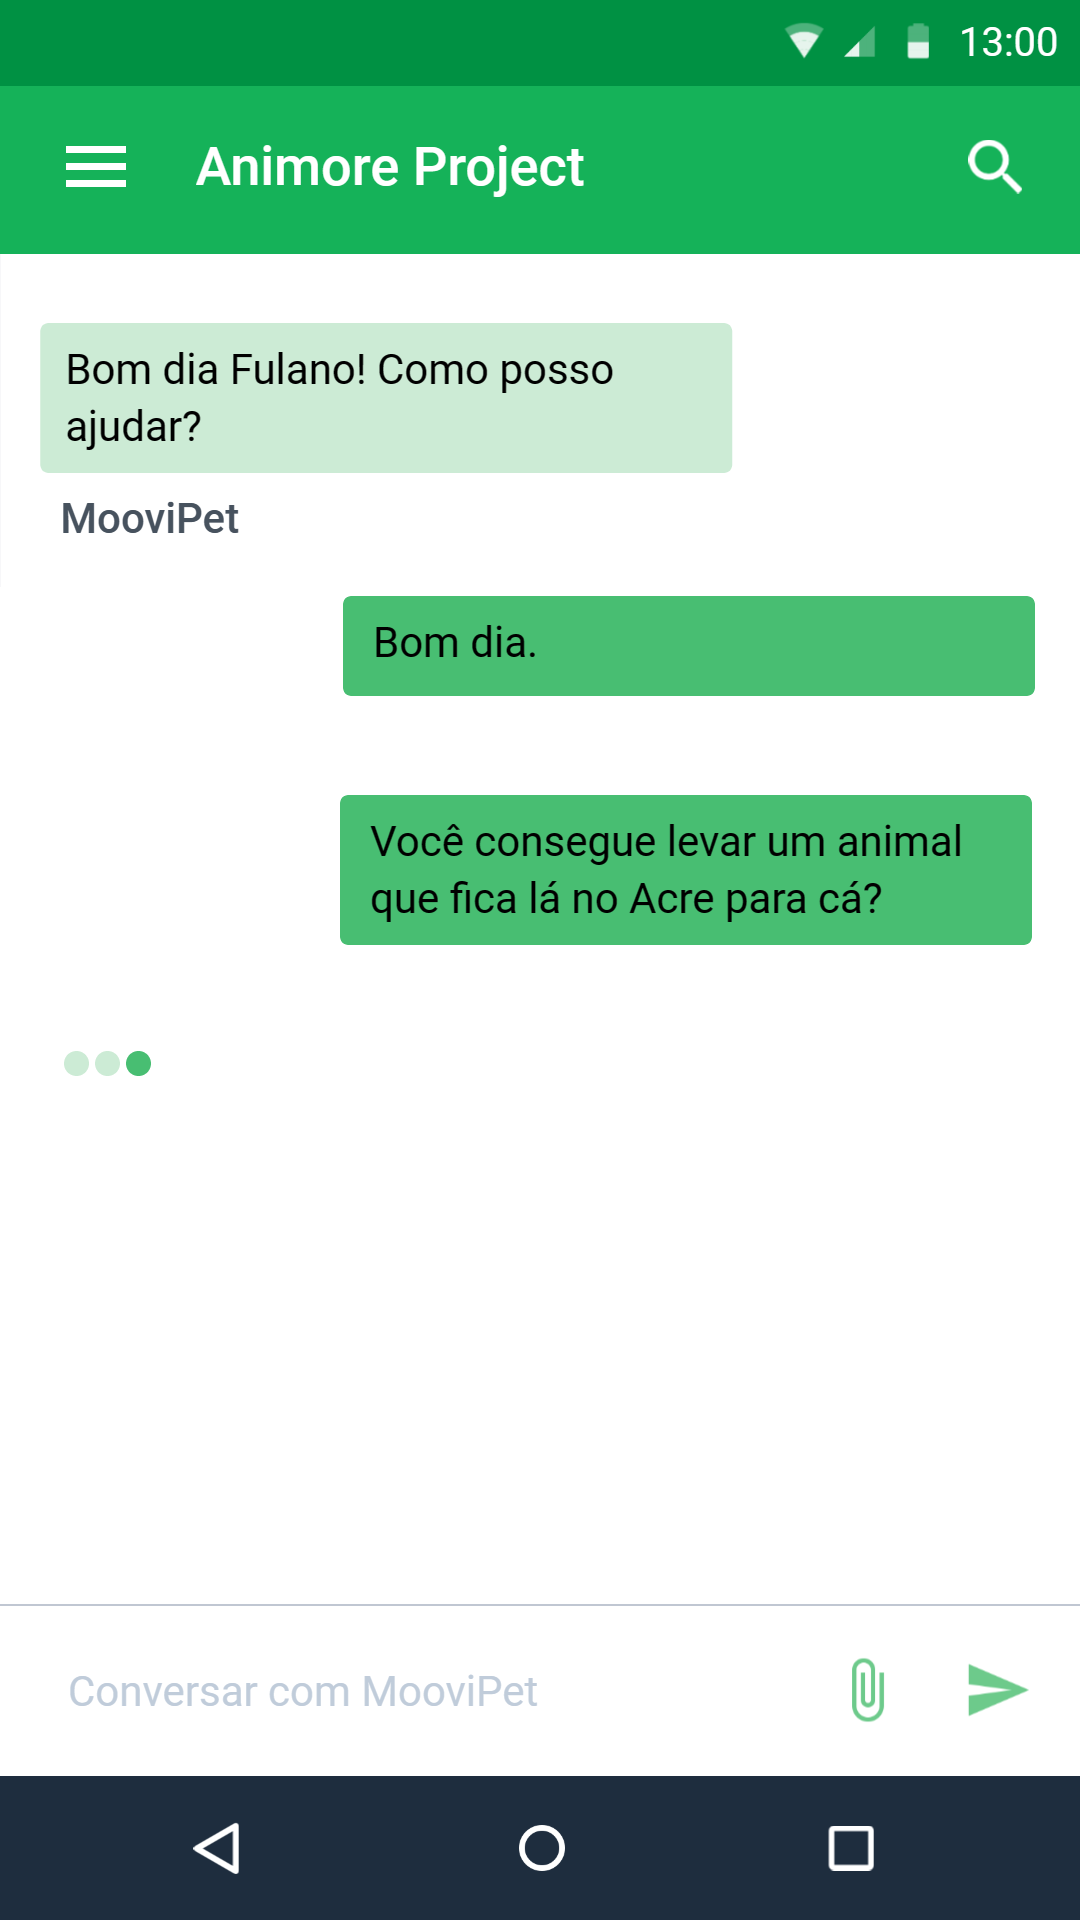 13:00
Animore Project
Bom dia Fulano! Como posso
ajudar?
MooviPet
Bom dia.
Você consegue levar um animal
que fica lá no Acre para cá?
Conversar com MooviPet